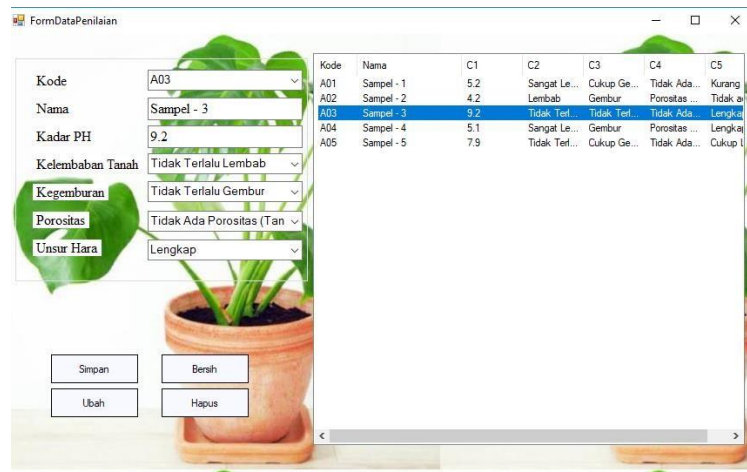 FormDataPenilaian
Kode A03
Nama Sampel - 3
Kadar PH 9.2
Kelembaban Tanah Tidak Terlalu Lembab
Kegemburan Tidak Terlalu Gembur
Porositas Tidak Ada Porositas (Tan
Unsur Hara Lengkap
Simpan Bersih
Ubah Hapus
Kode Nama C1 C2 C3 C4 C5
A01 Sampel - 1 5.2 Sangat Le... Cukup Ge... Tidak Ada... Kurang
A02 Sampel - 2 4.2 Lembab Gembur Porositas ... Tidak a
A03 Sampel - 3 9.2 Tidak Terl... Tidak Terl... Tidak Ada... Lengka
A04 Sampel - 4 5.1 Sangat Le... Gembur Porositas ... Lengka
A05 Sampel - 5 7.9 Tidak Terl... Cukup Ge... Tidak Ada... Cukup L